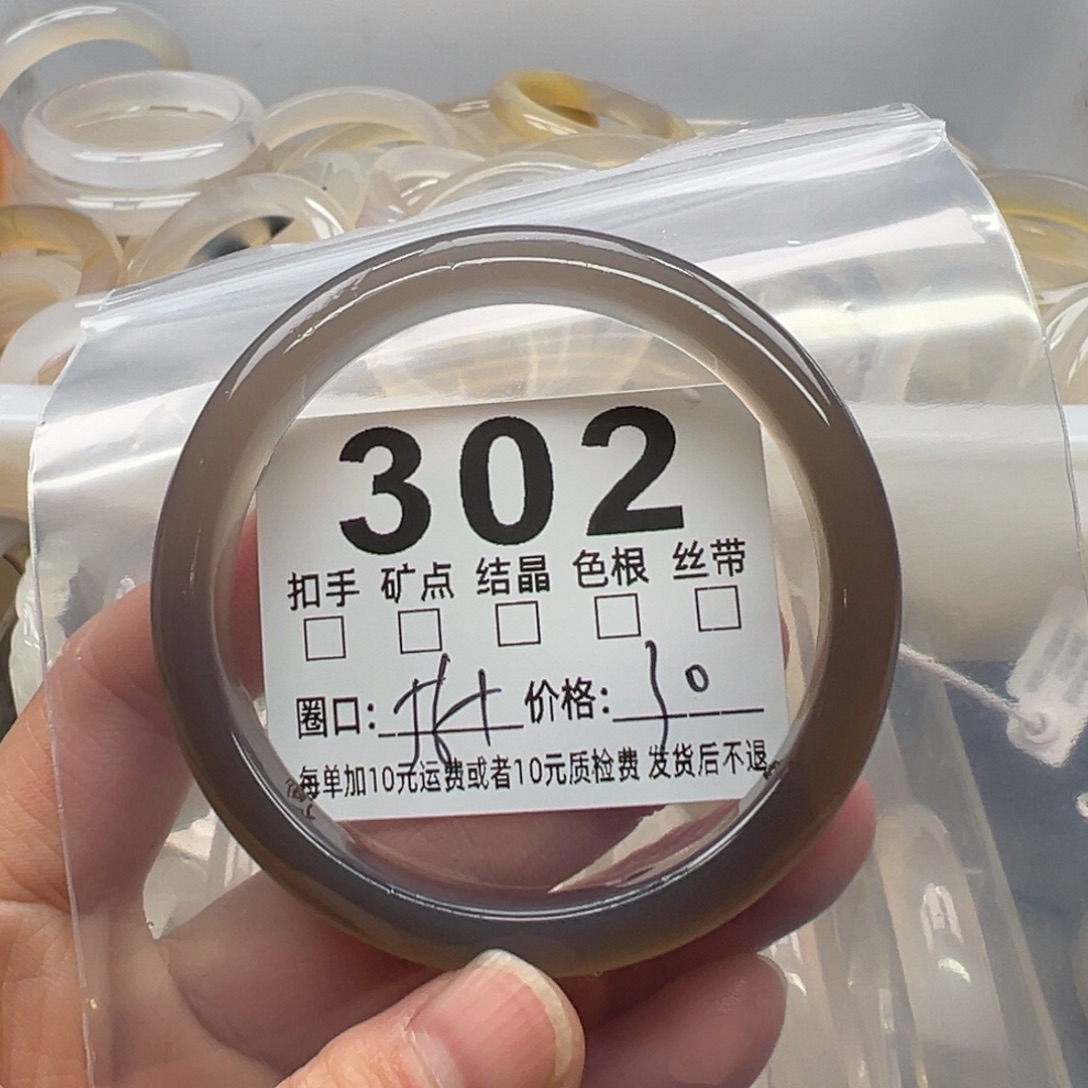 302
扣手 矿点 结晶 色根 丝带
圈口: 价格:
每单加10元运费或者10元质检费 发货后不退